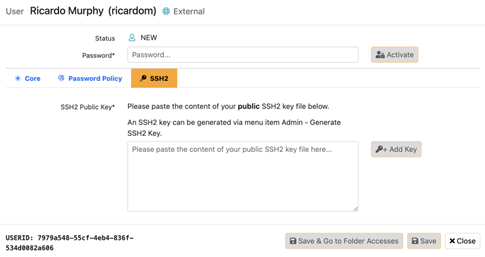 User Ricardo Murphy (ricardom) External
Status NEW
Password* Password... Activate
Core Password Policy SSH2
SSH2 Public Key* Please paste the content of your public SSH2 key file below.
An SSH2 key can be generated via menu item Admin - Generate
SSH2 Key.
Please paste the content of your public SSH2 key file here... Add Key
USERID: 7979a548-55cf-4eb4-836f-
534d0082a606
Save & Go to Folder Accesses Save Close